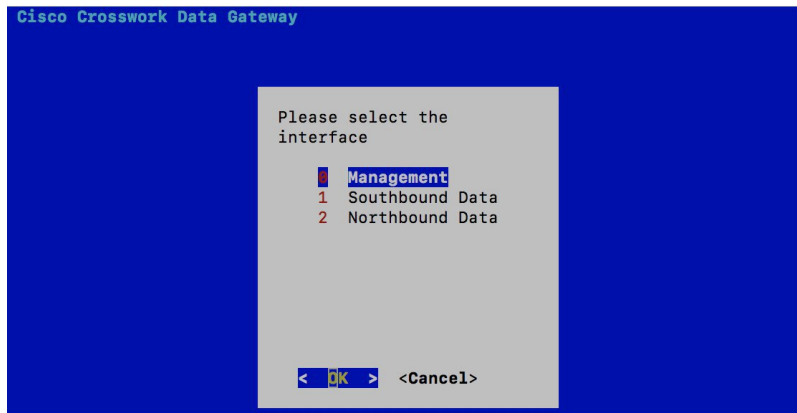 Cisco Crosswork Data Gateway
Please select the
interface
0 Management
1 Southbound Data
2 Northbound Data
< OK > <Cancel>